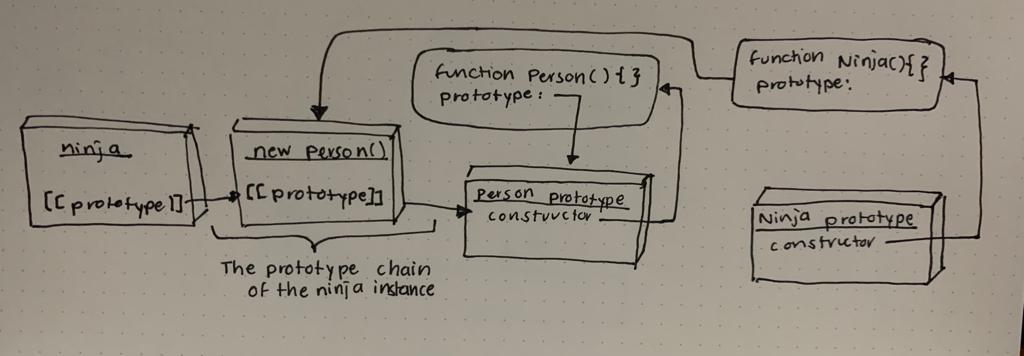 function Person(){}
prototype:
function Ninja(){}
prototype:
ninja
[[prototype]]
new person()
[[prototype]]
person prototype
constructor
Ninja prototype
constructor
The prototype chain
of the ninja instance